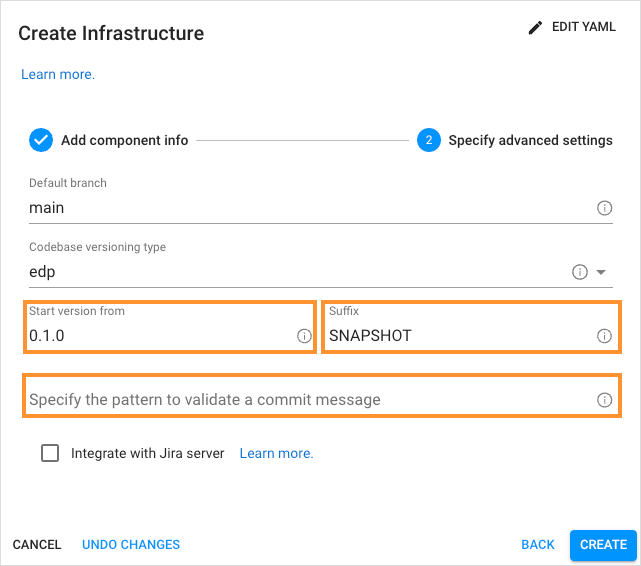 Create Infrastructure
EDIT YAML
Learn more.
Add component info
2
Specify advanced settings
Default branch
main
Codebase versioning type
edp
Start version from
Suffix
0.1.0
SNAPSHOT
Specify the pattern to validate a commit message
Integrate with Jira server Learn more.
CANCEL UNDO CHANGES BACK CREATE